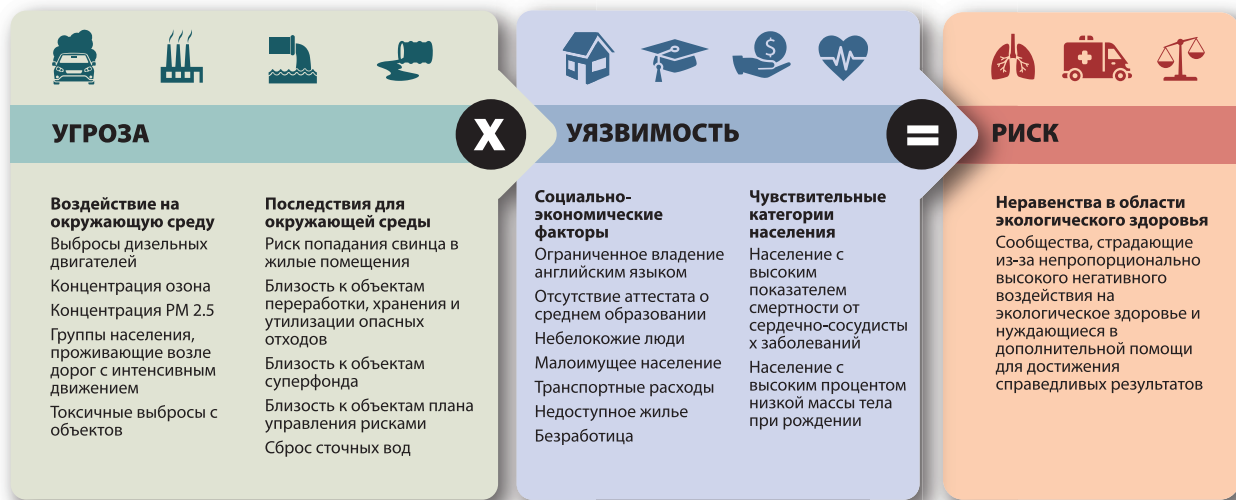 УГРОЗА
X
УЯЗВИМОСТЬ
=
РИСК
Воздействие на
окружающую среду
Выбросы дизельных
двигателей
Концентрация озона
Концентрация PM 2.5
Группы населения,
проживающие возле
дорог с интенсивным
движением
Токсичные выбросы с
объектов
Последствия для
окружающей среды
Риск попадания свинца в
жилые помещения
Близость к объектам
переработки, хранения и
утилизации опасных
отходов
Близость к объектам
суперфонда
Близость к объектам плана
управления рисками
Сброс сточных вод
Социально-
экономические
факторы
Ограниченное владение
английским языком
Отсутствие аттестата о
среднем образовании
Небелокожие люди
Малоимущее население
Транспортные расходы
Недоступное жилье
Безработица
Чувствительные
категории
населения
Население с
высоким
показателем
смертности от
сердечно-сосудисты
х заболеваний
Население с
высоким процентом
низкой массы тела
при рождении
Неравенства в области
экологического здоровья
Сообщества, страдающие
из-за непропорционально
высокого негативного
воздействия на
экологическое здоровье и
нуждающиеся в
дополнительной помощи
для достижения
справедливых результатов
$